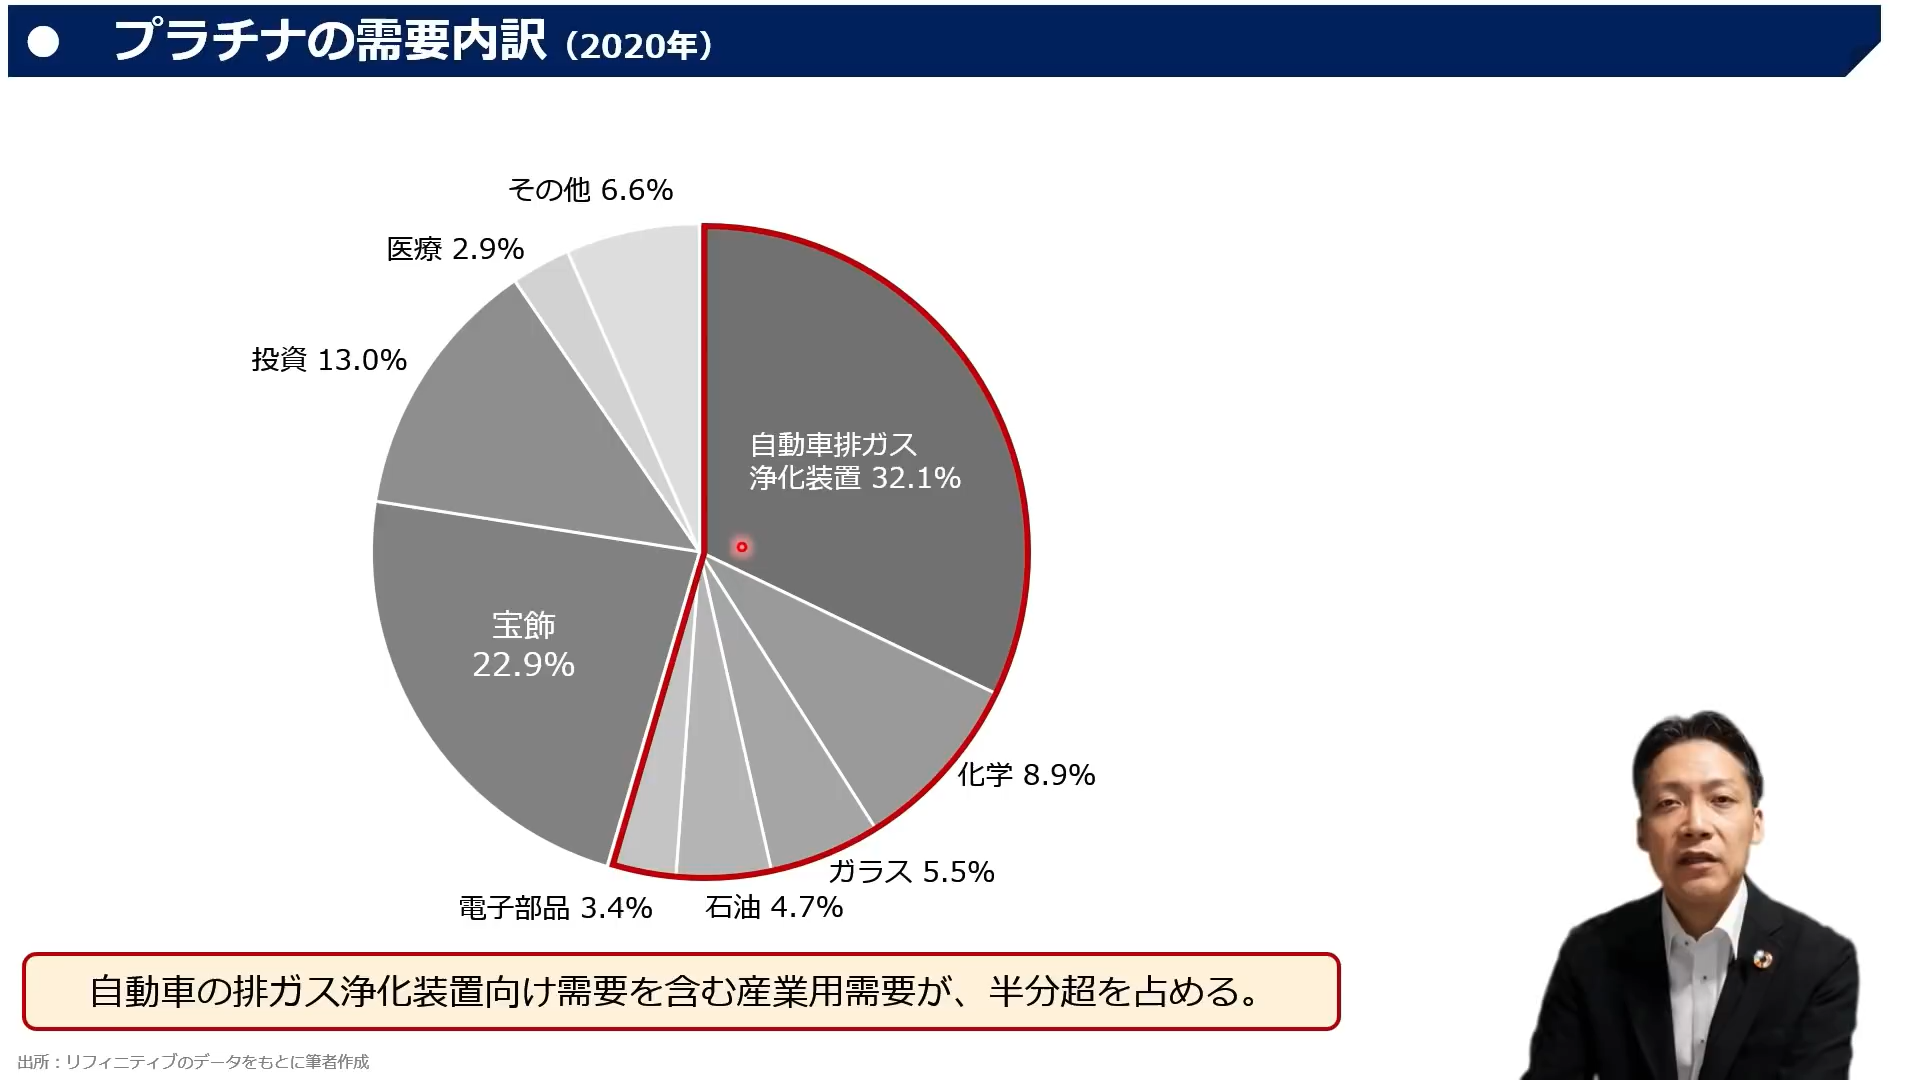 プラチナの需要内訳（2020年）
その他 6.6%
医療 2.9%
投資 13.0%
自動車排ガス
浄化装置 32.1%
宝飾
22.9%
化学 8.9%
ガラス 5.5%
電子部品 3.4%
石油 4.7%
自動車の排ガス浄化装置向け需要を含む産業用需要が、半分超を占める。
出所：リフィニティブのデータをもとに筆者作成